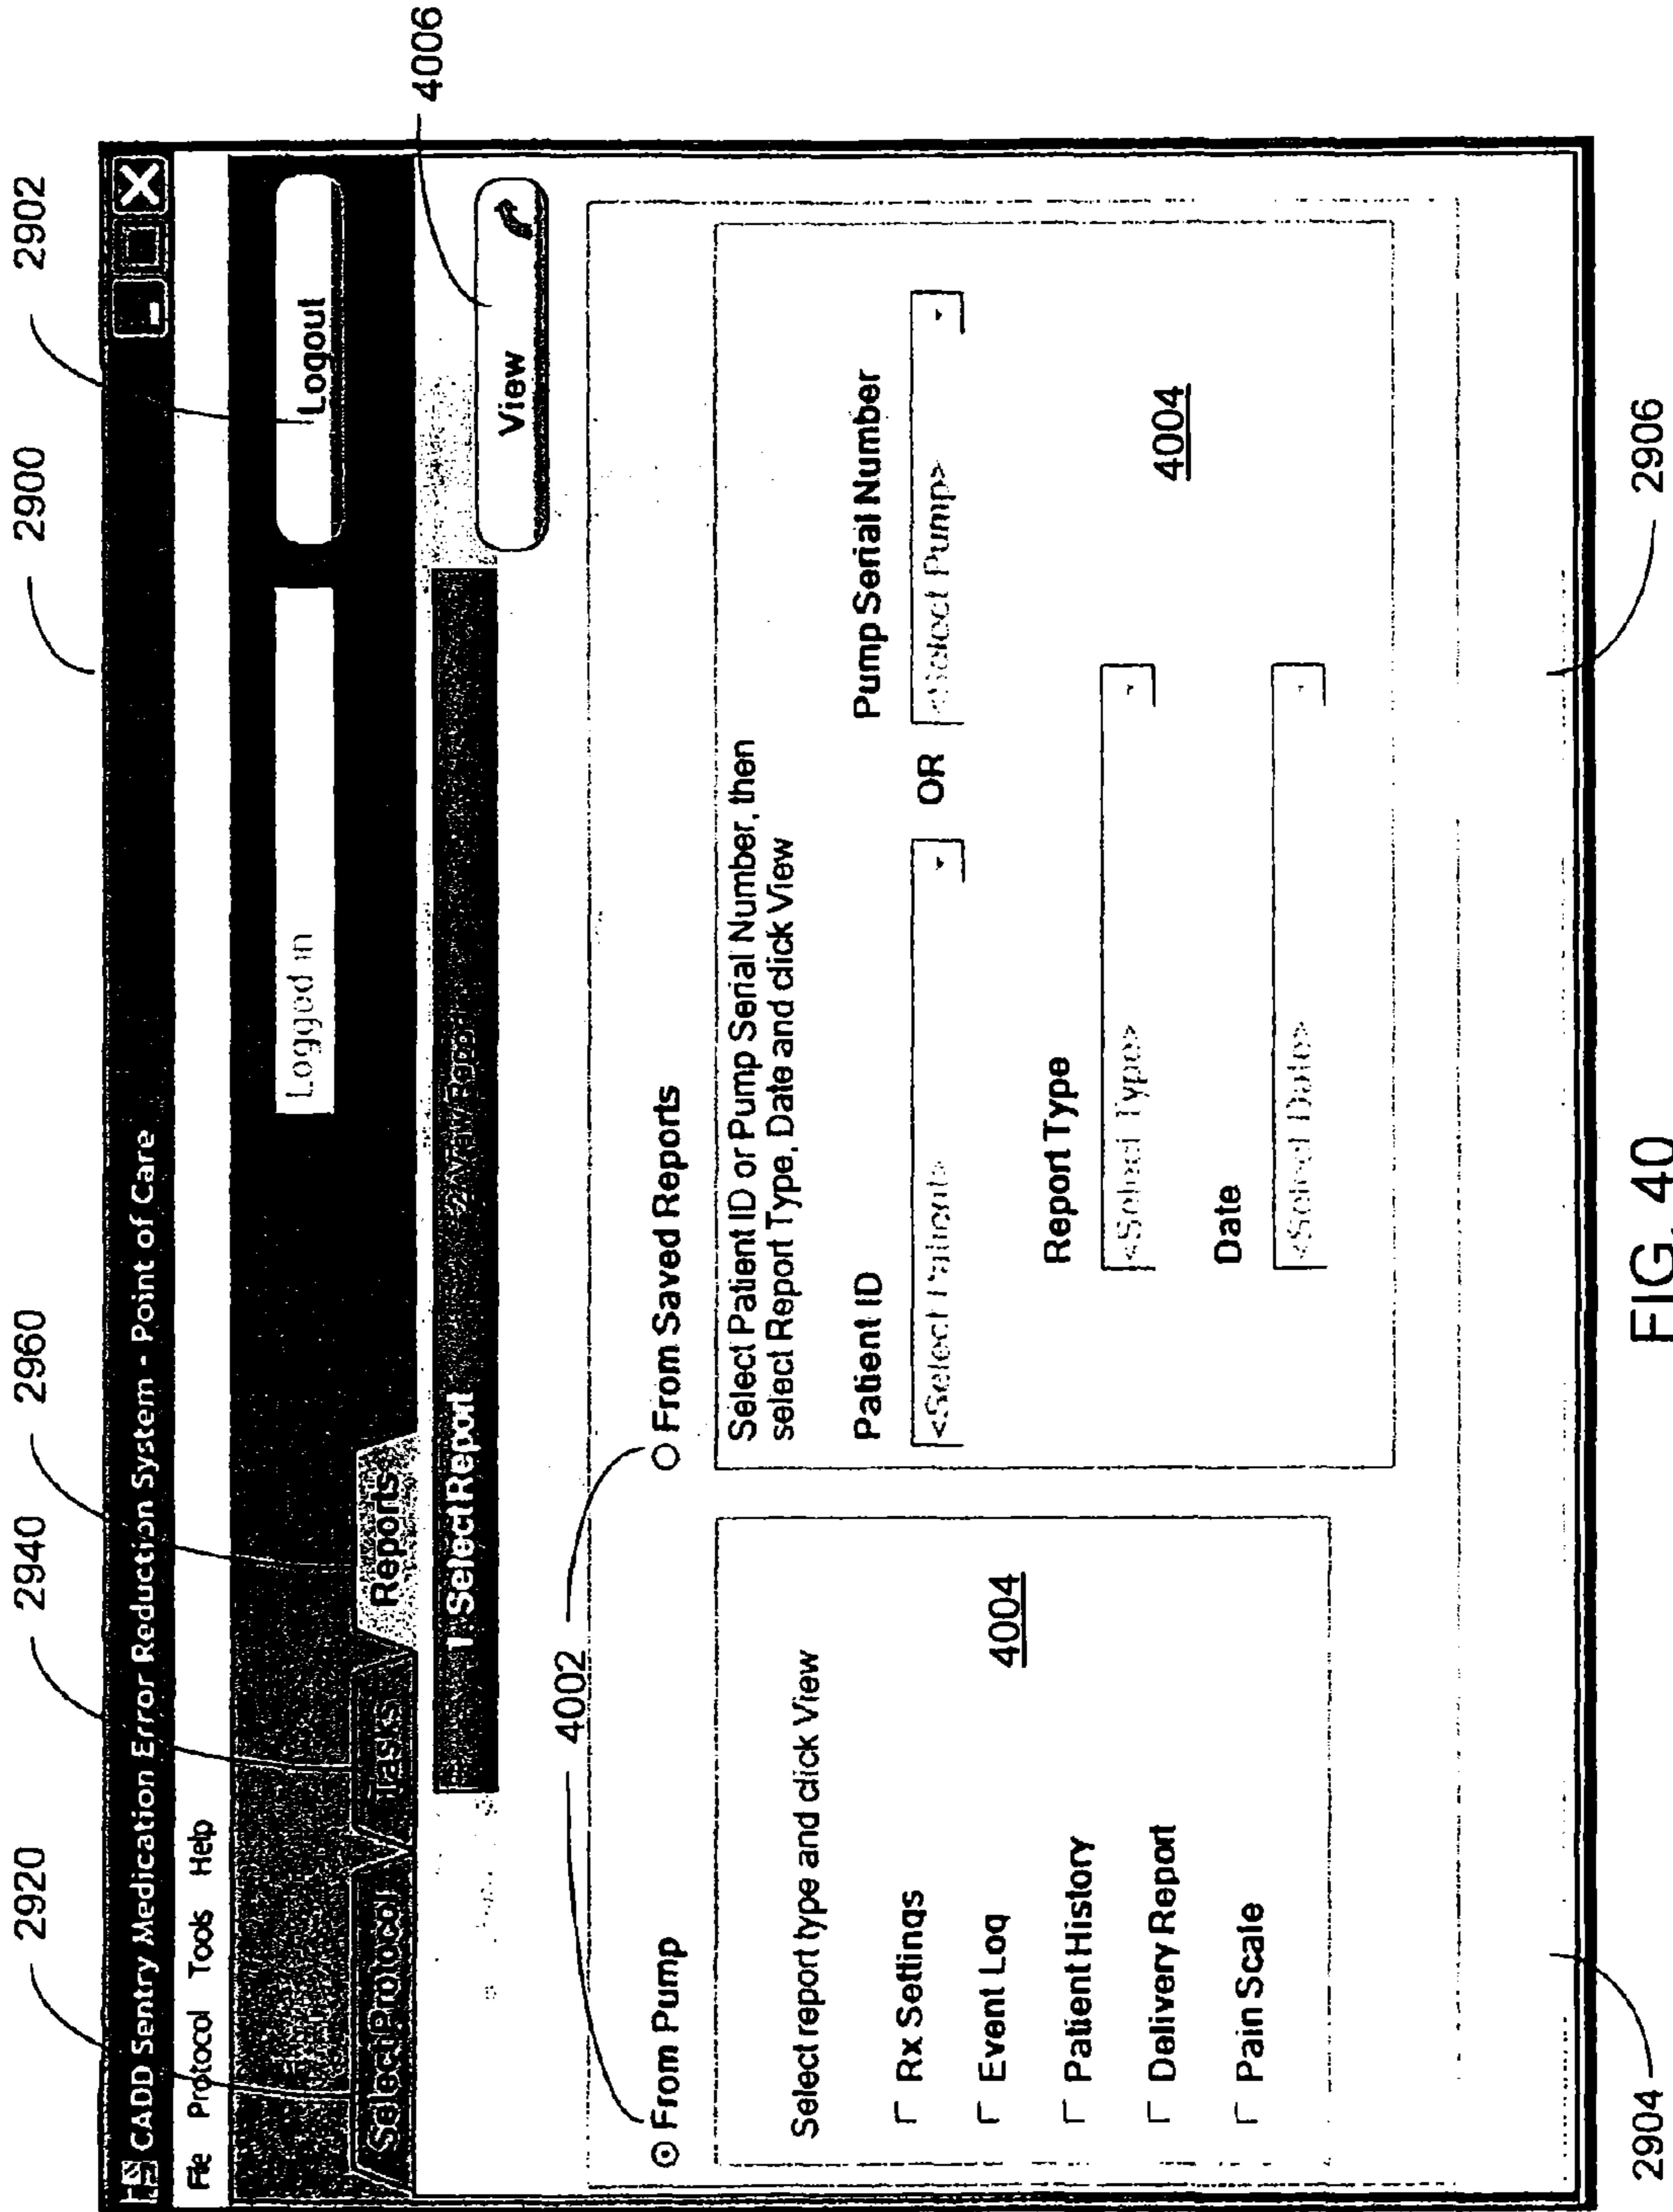 2900
2902
2920
2940
2960
CADD Sentry Medication Error Reduction System - Point of Care
File Protocol Tools Help
Logged in
Logout
Select Protocol
Tasks
Reports
1. Select Report
2. View Report
View
4006
4002
From Pump
From Saved Reports
Select report type and click View
Rx Settings
Event Log
Patient History
Delivery Report
Pain Scale
4004
Select Patient ID or Pump Serial Number, then
select Report Type, Date and click View
Patient ID
Pump Serial Number
<Select Patient>
OR
<Select Pump>
Report Type
<Select Type>
4004
Date
<Select Date>
2904
2906
FIG. 40